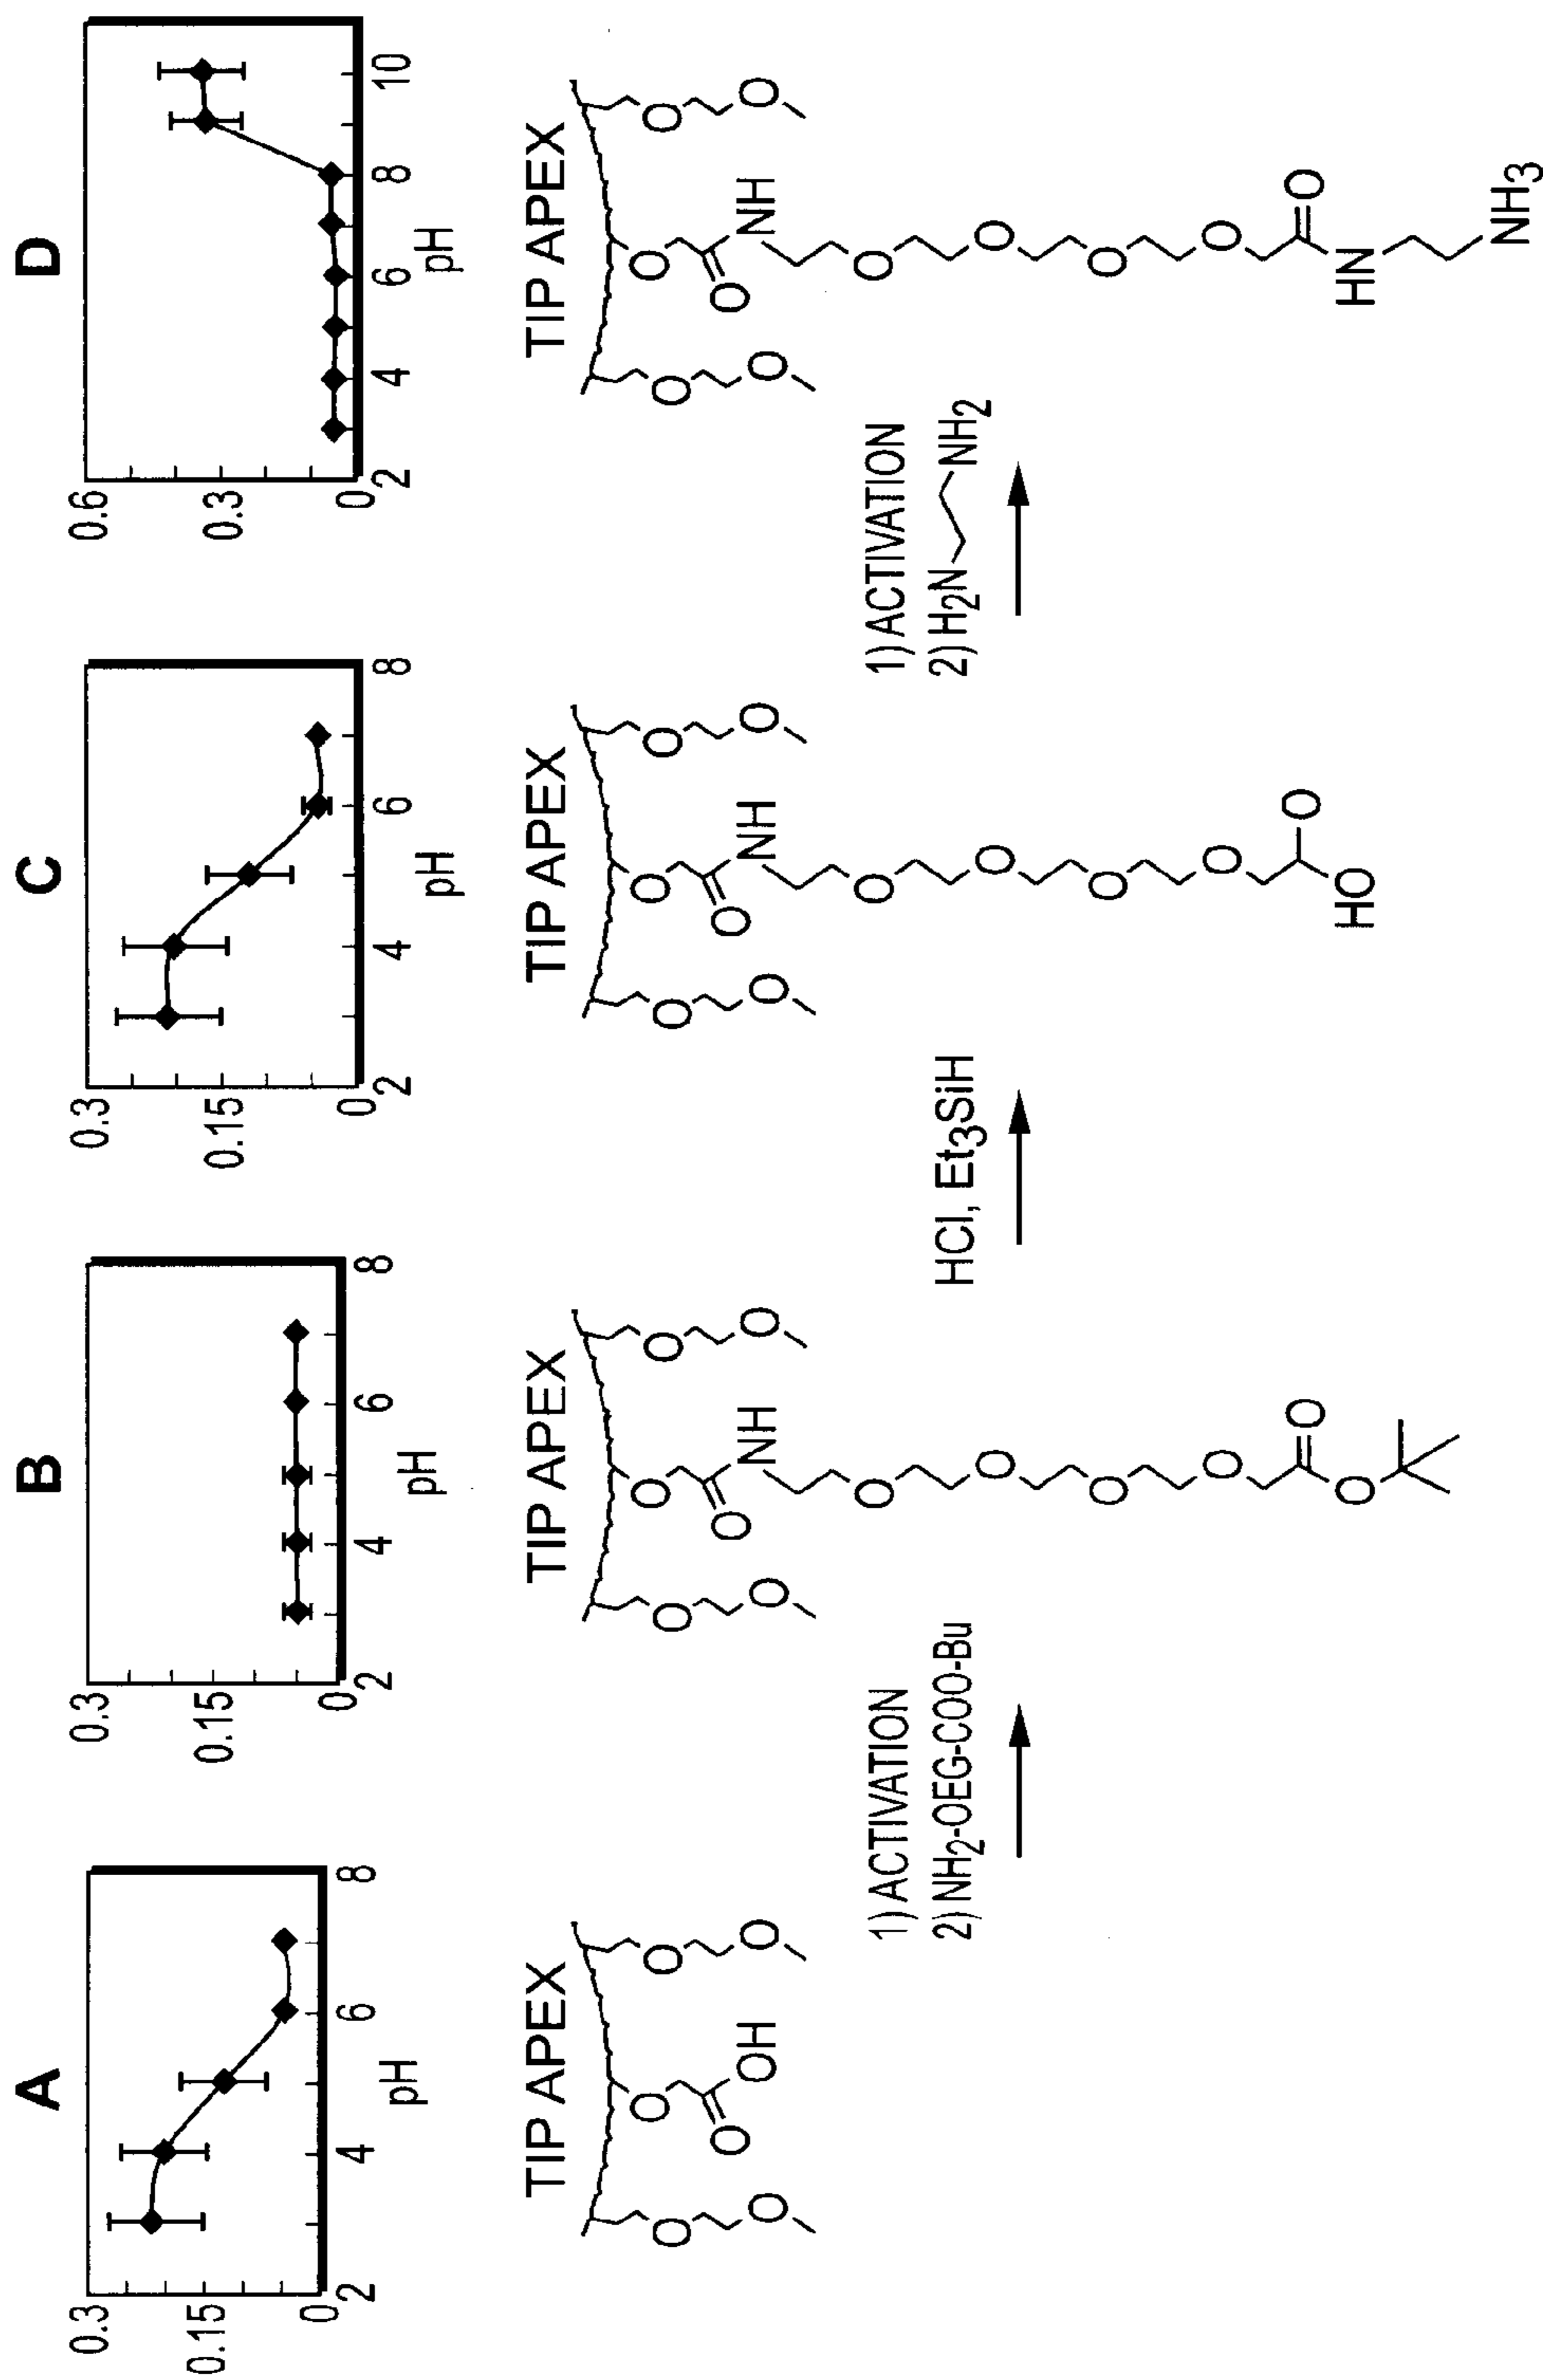 A
0.3
0.15
0
2
4
6
8
pH
TIP APEX
O
O
O
O
OH
O
O
1) ACTIVATION
2) NH2-OEG-COO-Bu
B
0.3
0.15
0
2
4
6
8
pH
TIP APEX
O
O
O
O
NH
O
O
O
O
O
O
O
O
HCl, Et3SiH
C
0.3
0.15
0
2
4
6
8
pH
TIP APEX
O
O
O
O
NH
O
O
O
O
O
O
HO
O
1) ACTIVATION
2) H2N NH2
D
0.6
0.3
0
2
4
6
8
10
pH
TIP APEX
O
O
O
O
NH
O
O
O
O
O
O
O
HN
NH3